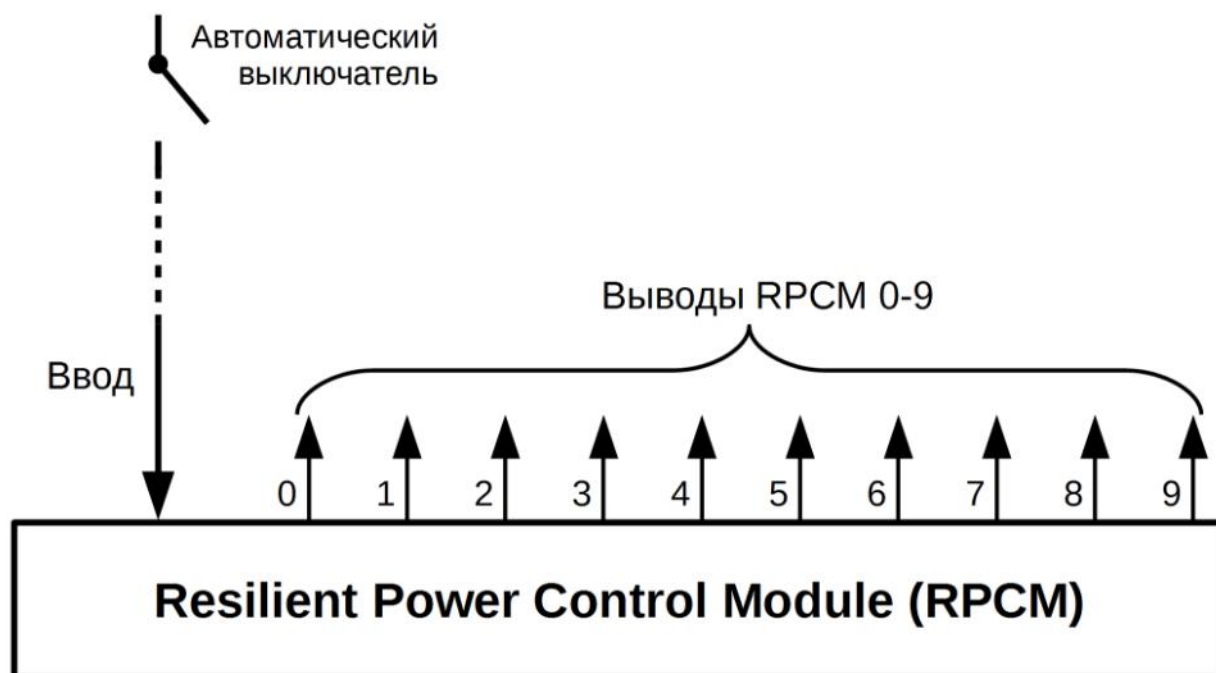 Автоматический
выключатель
Выводы RPCM 0-9
Ввод
0 1 2 3 4 5 6 7 8 9
Resilient Power Control Module (RPCM)